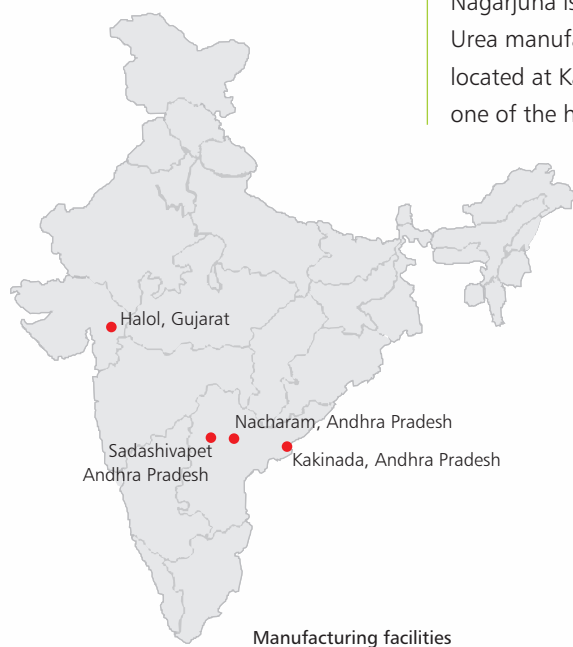 Nagarjuna is
Urea manufa
located at Ka
one of the h
Halol, Gujarat
Nacharam, Andhra Pradesh
Sadashivapet
Andhra Pradesh
Kakinada, Andhra Pradesh
Manufacturing facilities